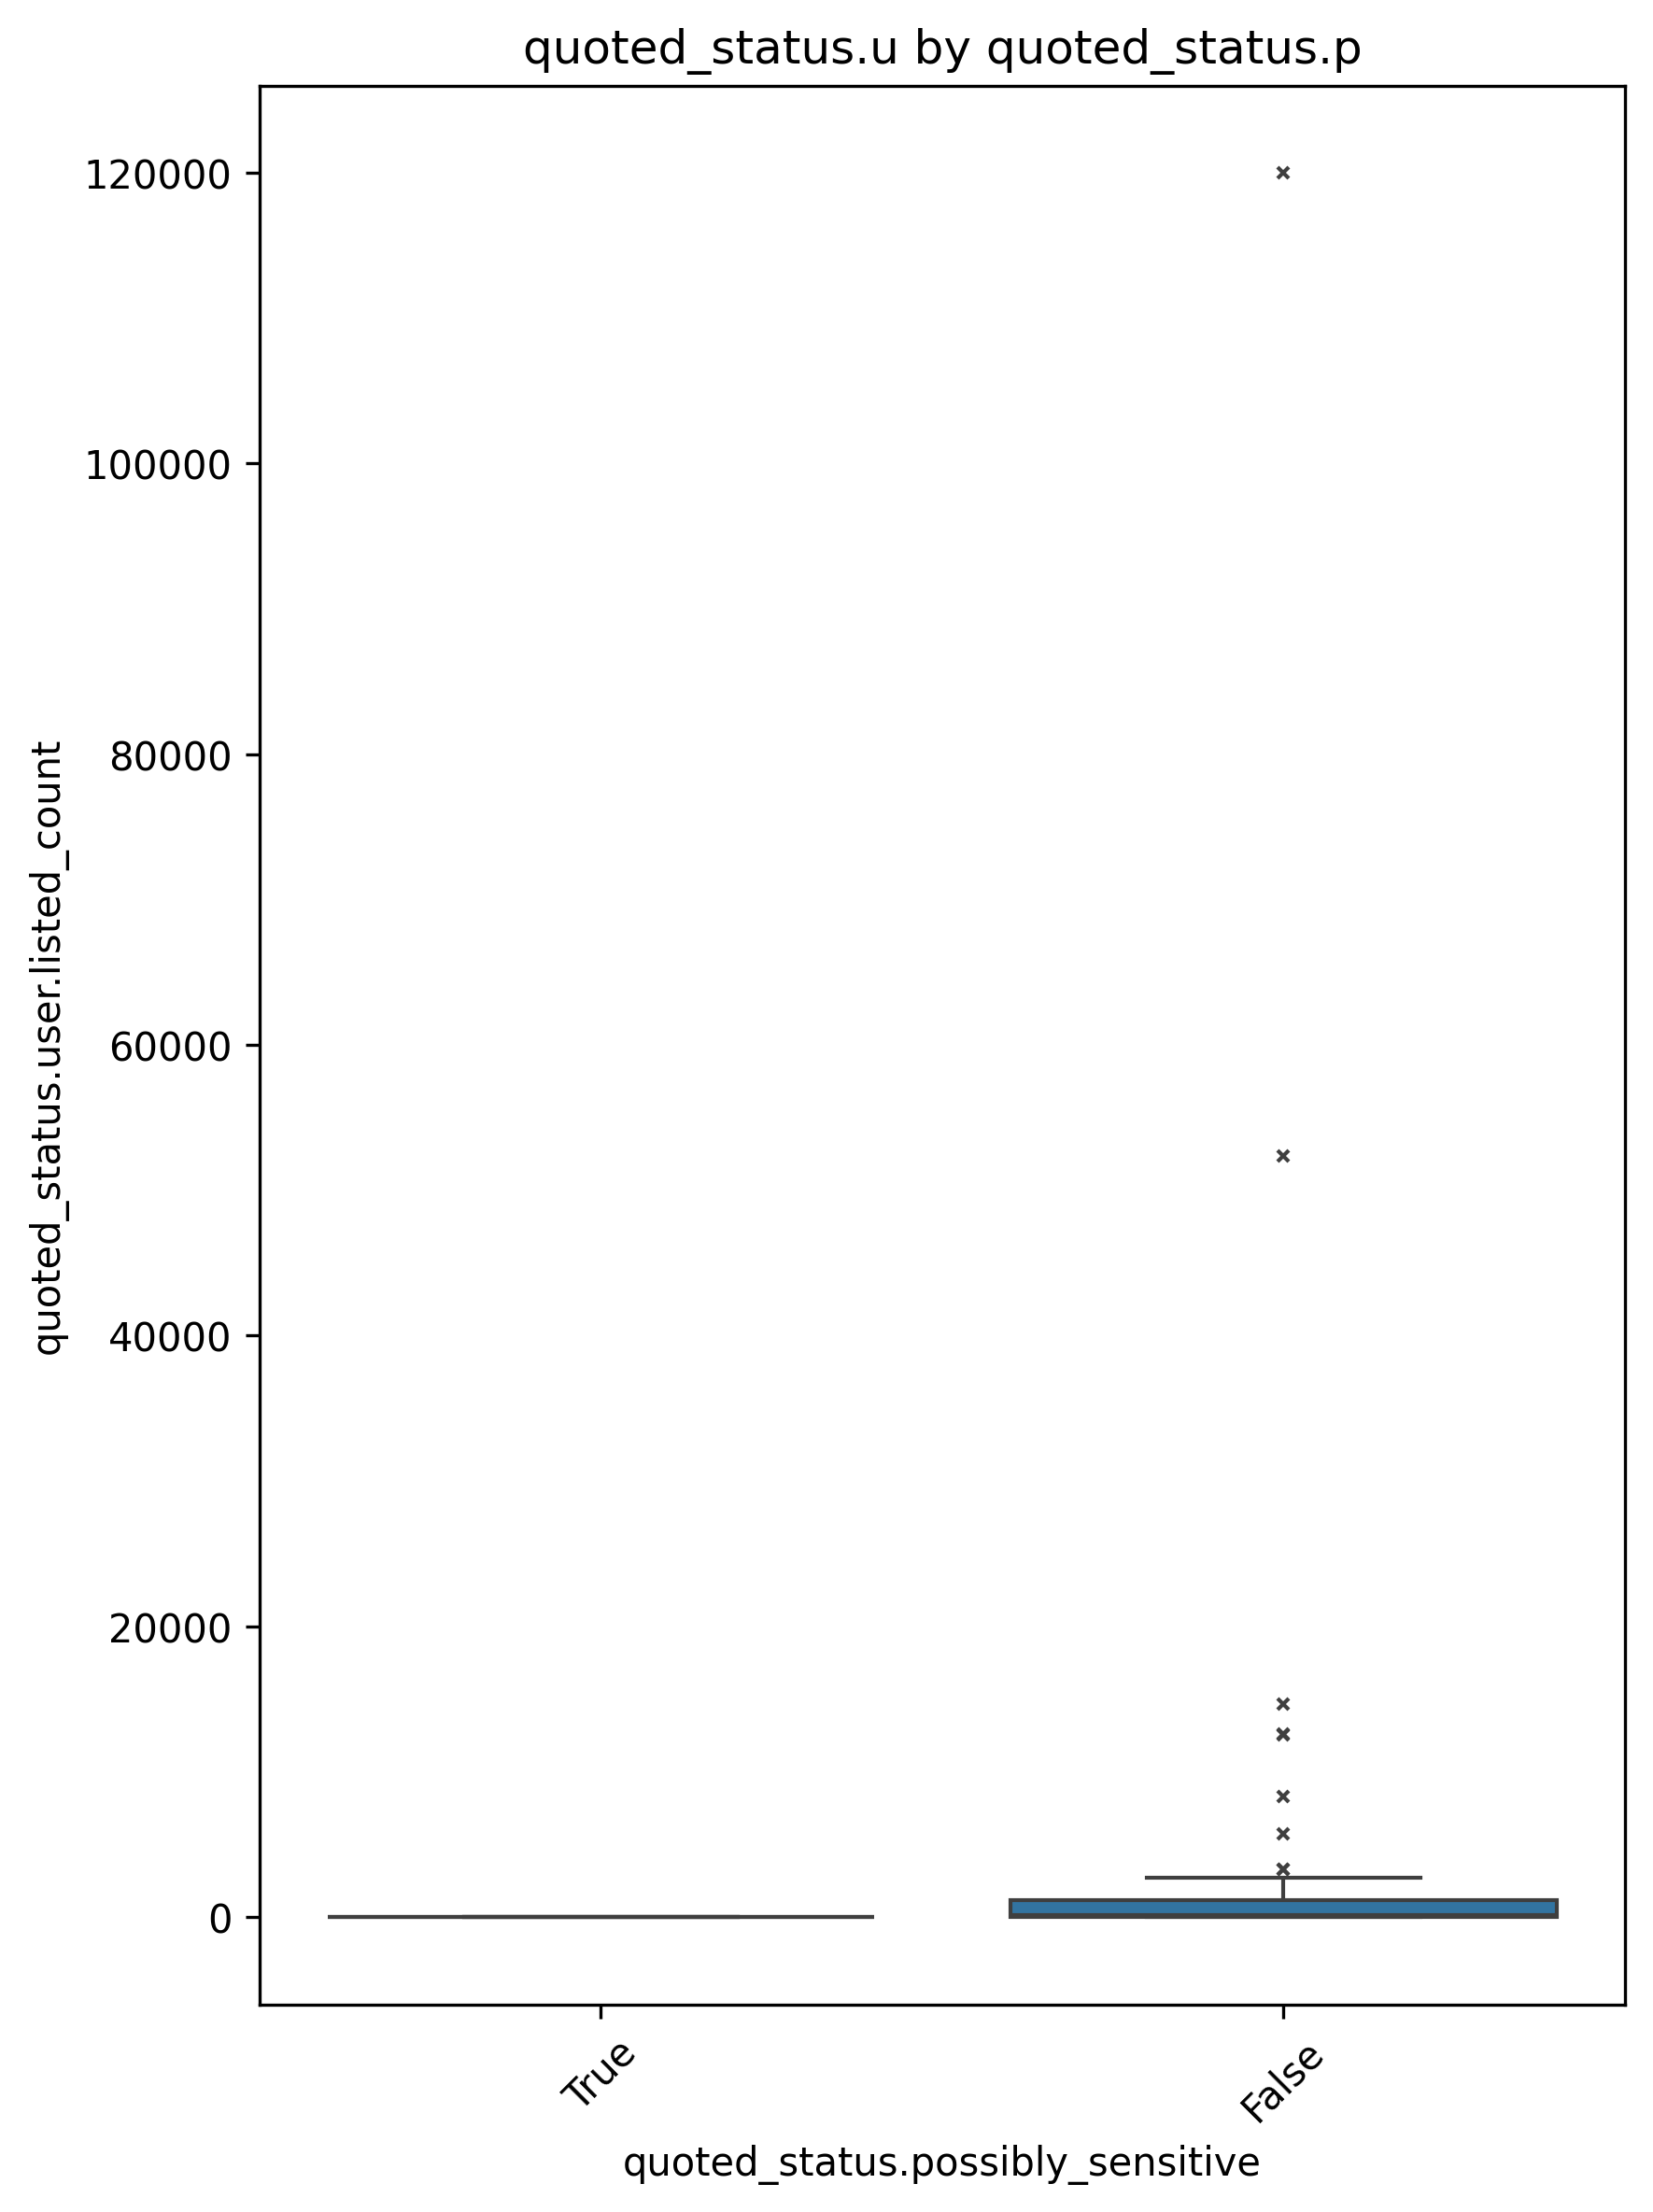 quoted_status.u by quoted_status.p
quoted_status.user.listed_count
120000
100000
80000
60000
40000
20000
0
True
False
quoted_status.possibly_sensitive